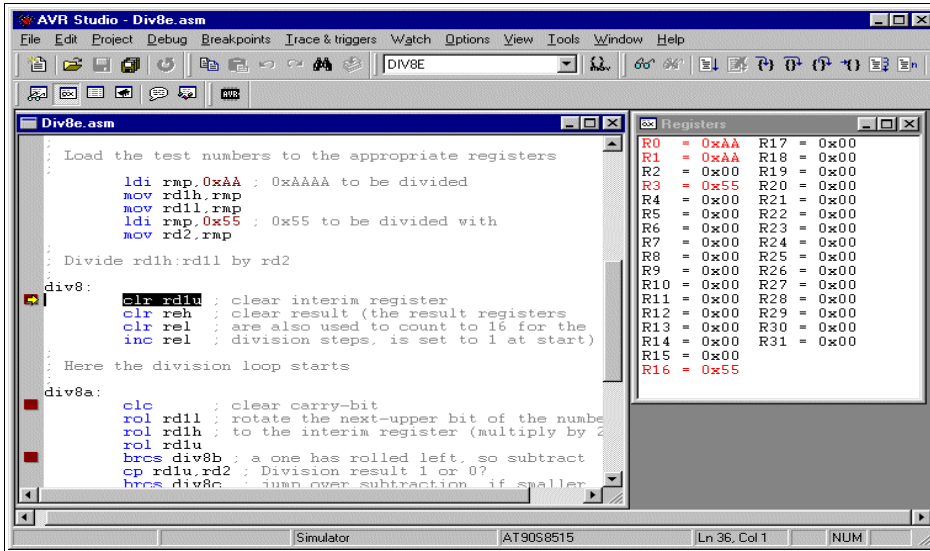 AVR Studio - Div8e.asm
File Edit Project Debug Breakpoints Trace & triggers Watch Options View Tools Window Help
DIV8E
AVR
Div8e.asm
;
; Load the test numbers to the appropriate registers
;
ldi rmp,0xAA ; 0xAAAA to be divided
mov rd1h,rmp
mov rd1l,rmp
ldi rmp,0x55 ; 0x55 to be divided with
mov rd2,rmp
;
; Divide rd1h:rd1l by rd2
;
div8:
clr rd1u ; clear interim register
clr reh ; clear result (the result registers
clr rel ; are also used to count to 16 for the
inc rel ; division steps, is set to 1 at start)
;
; Here the division loop starts
;
div8a:
clc ; clear carry-bit
rol rd1l ; rotate the next-upper bit of the numbe
rol rd1h ; to the interim register (multiply by 2
rol rd1u
brcs div8b ; a one has rolled left, so subtract
cp rd1u,rd2 ; Division result 1 or 0?
brcs div8c ; jump over subtraction, if smaller
Registers
R0 = 0xAA R17 = 0x00
R1 = 0xAA R18 = 0x00
R2 = 0x00 R19 = 0x00
R3 = 0x55 R20 = 0x00
R4 = 0x00 R21 = 0x00
R5 = 0x00 R22 = 0x00
R6 = 0x00 R23 = 0x00
R7 = 0x00 R24 = 0x00
R8 = 0x00 R25 = 0x00
R9 = 0x00 R26 = 0x00
R10 = 0x00 R27 = 0x00
R11 = 0x00 R28 = 0x00
R12 = 0x00 R29 = 0x00
R13 = 0x00 R30 = 0x00
R14 = 0x00 R31 = 0x00
R15 = 0x00
R16 = 0x55
Simulator AT90S8515 Ln 36, Col 1 NUM